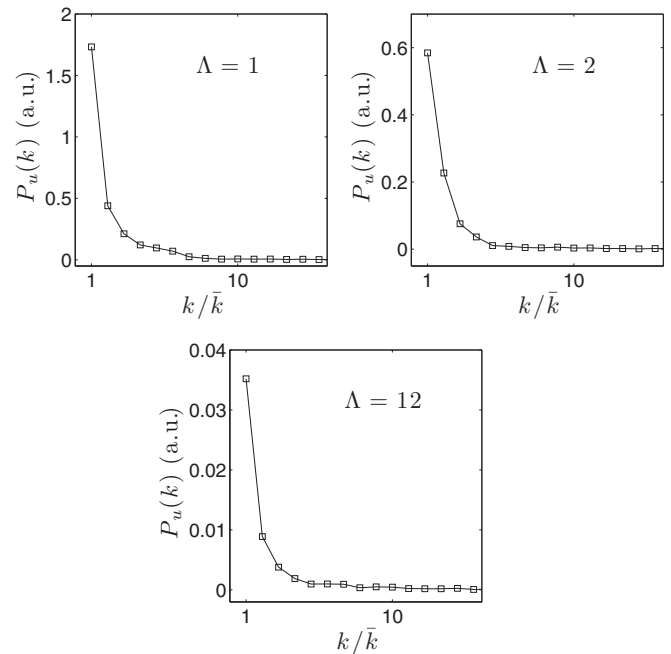 2
1.5
1
0.5
0
1
10
P_u(k) (a.u.)
k/k̄
Λ = 1
0.6
0.4
0.2
0
1
10
P_u(k) (a.u.)
k/k̄
Λ = 2
0.04
0.03
0.02
0.01
0
1
10
P_u(k) (a.u.)
k/k̄
Λ = 12